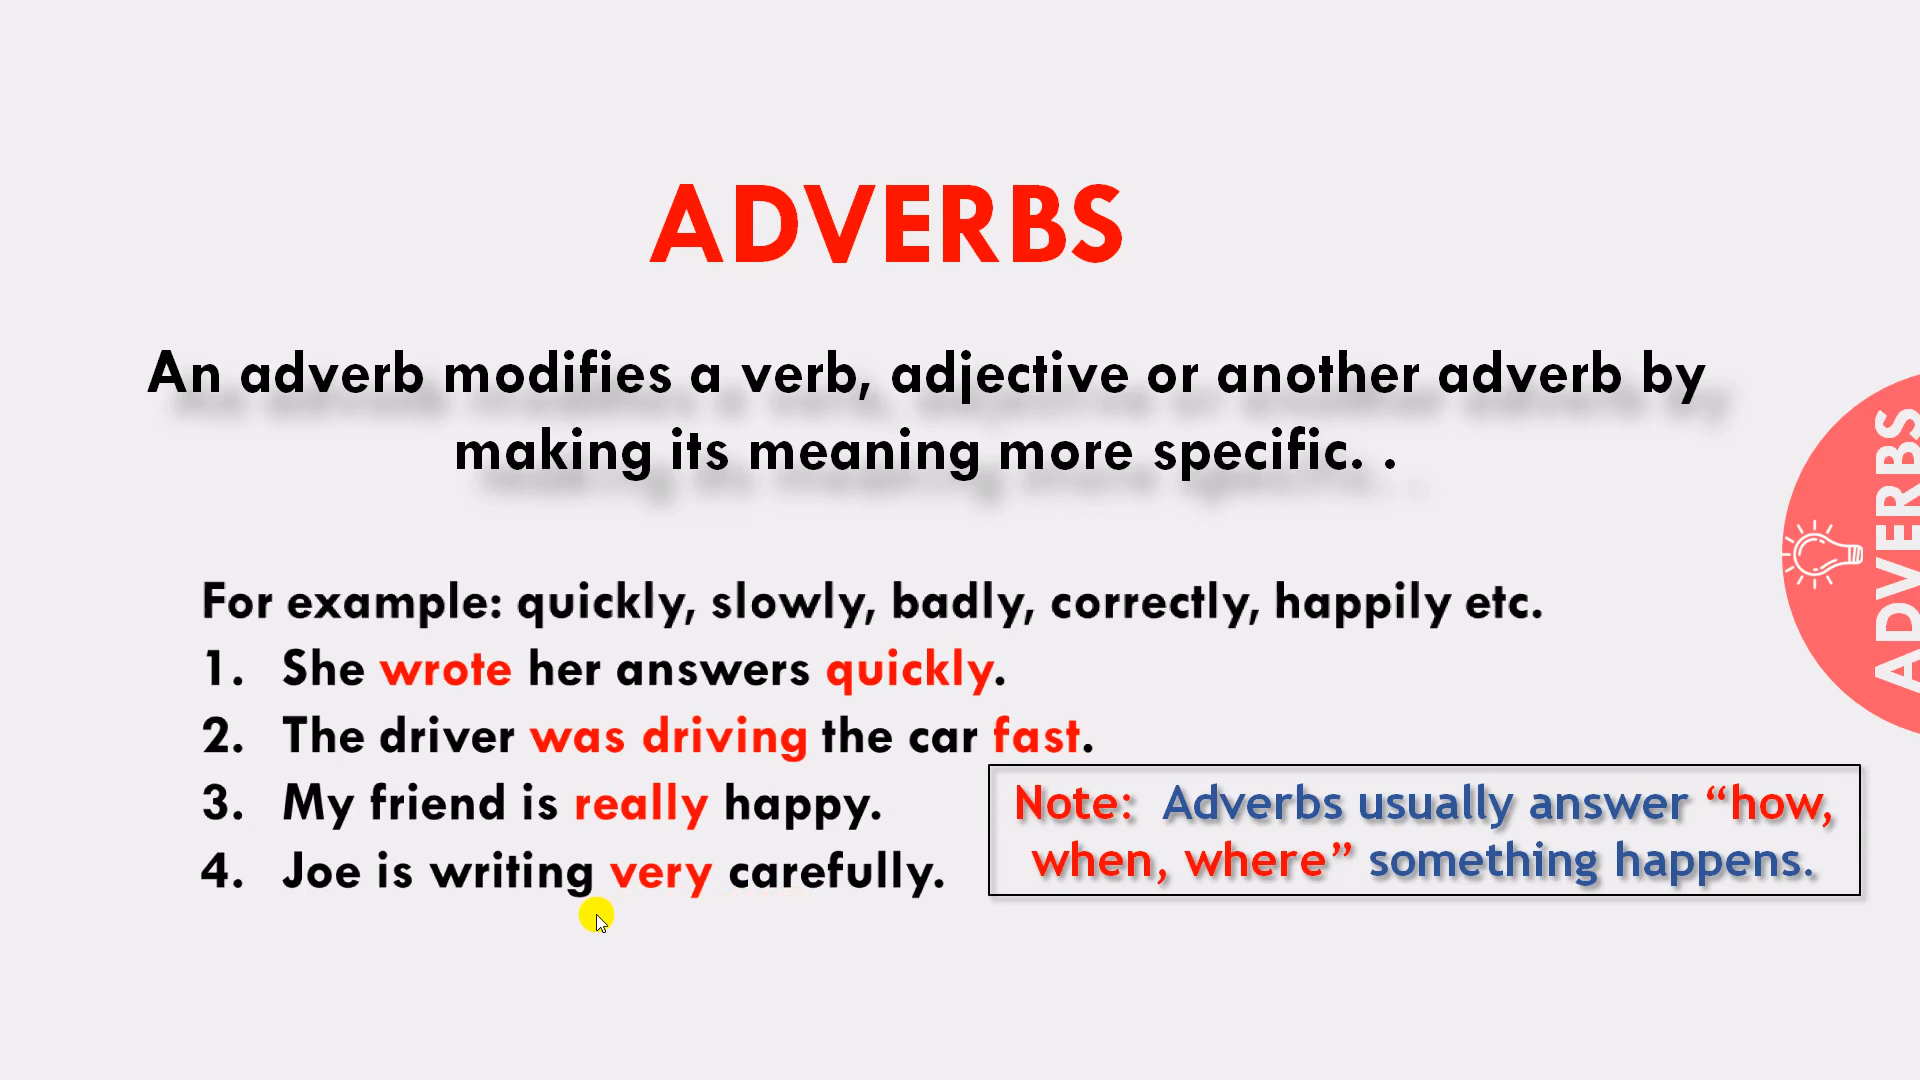 ADVERBS
An adverb modifies a verb, adjective or another adverb by
making its meaning more specific. .
For example: quickly, slowly, badly, correctly, happily etc.
1. She wrote her answers quickly.
2. The driver was driving the car fast.
3. My friend is really happy.
4. Joe is writing very carefully.
Note: Adverbs usually answer “how,
when, where” something happens.
ADVERBS